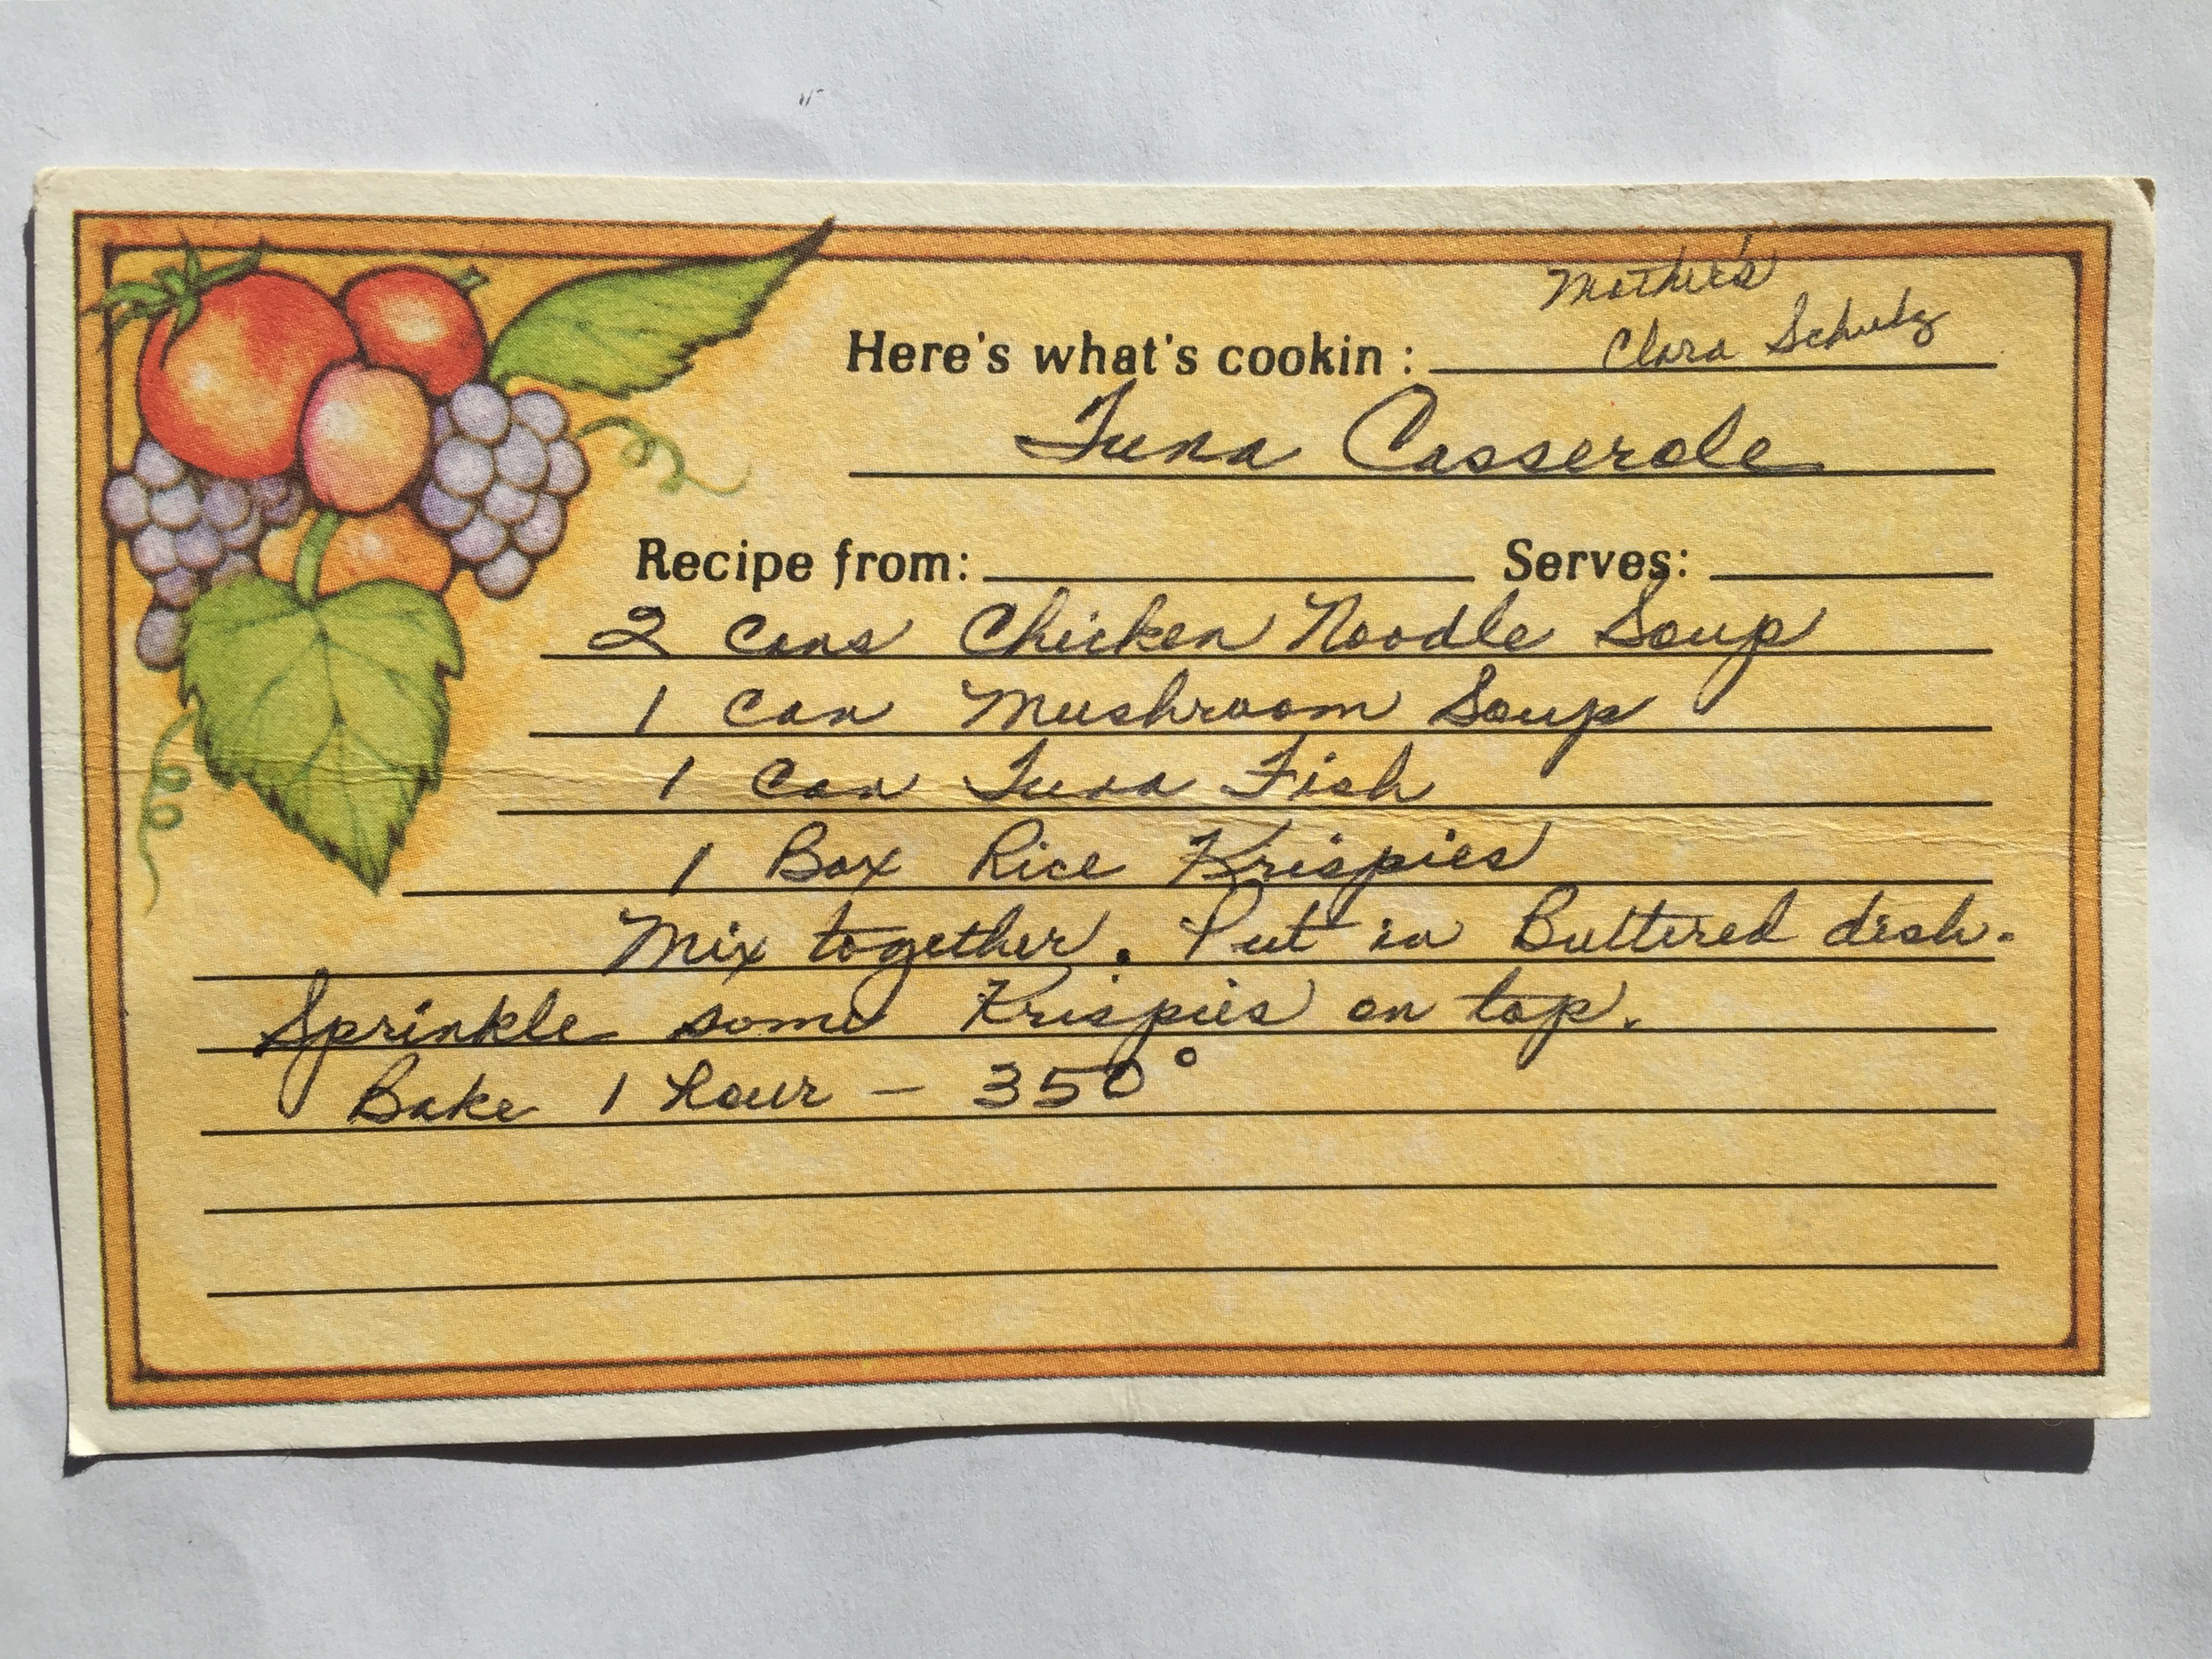 Mother's
Here's what's cookin: Clara Schulz
Tuna Casserole
Recipe from: Serves:
2 Cans Chicken Noodle Soup
1 Can Mushroom Soup
1 Can Tuna Fish
1 Box Rice Krispies
Mix together. Put in Buttered dish.
Sprinkle some Krispies on top.
Bake 1 Hour - 350°